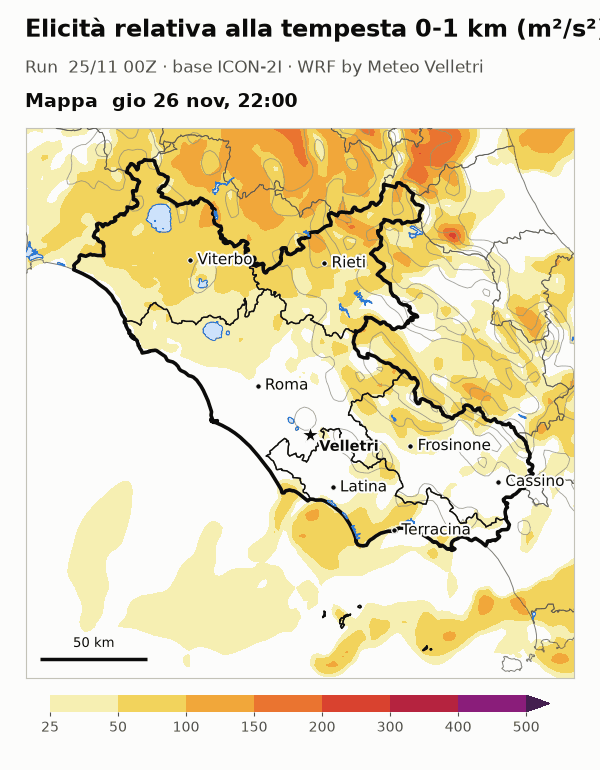 Elicità relativa alla tempesta 0-1 km (m²/s²)
Run  25/11 00Z · base ICON-2I · WRF by Meteo Velletri
Mappa  gio 26 nov, 22:00
Viterbo
Rieti
Roma
Velletri
Frosinone
Cassino
Latina
Terracina
50 km
25 50 100 150 200 300 400 500